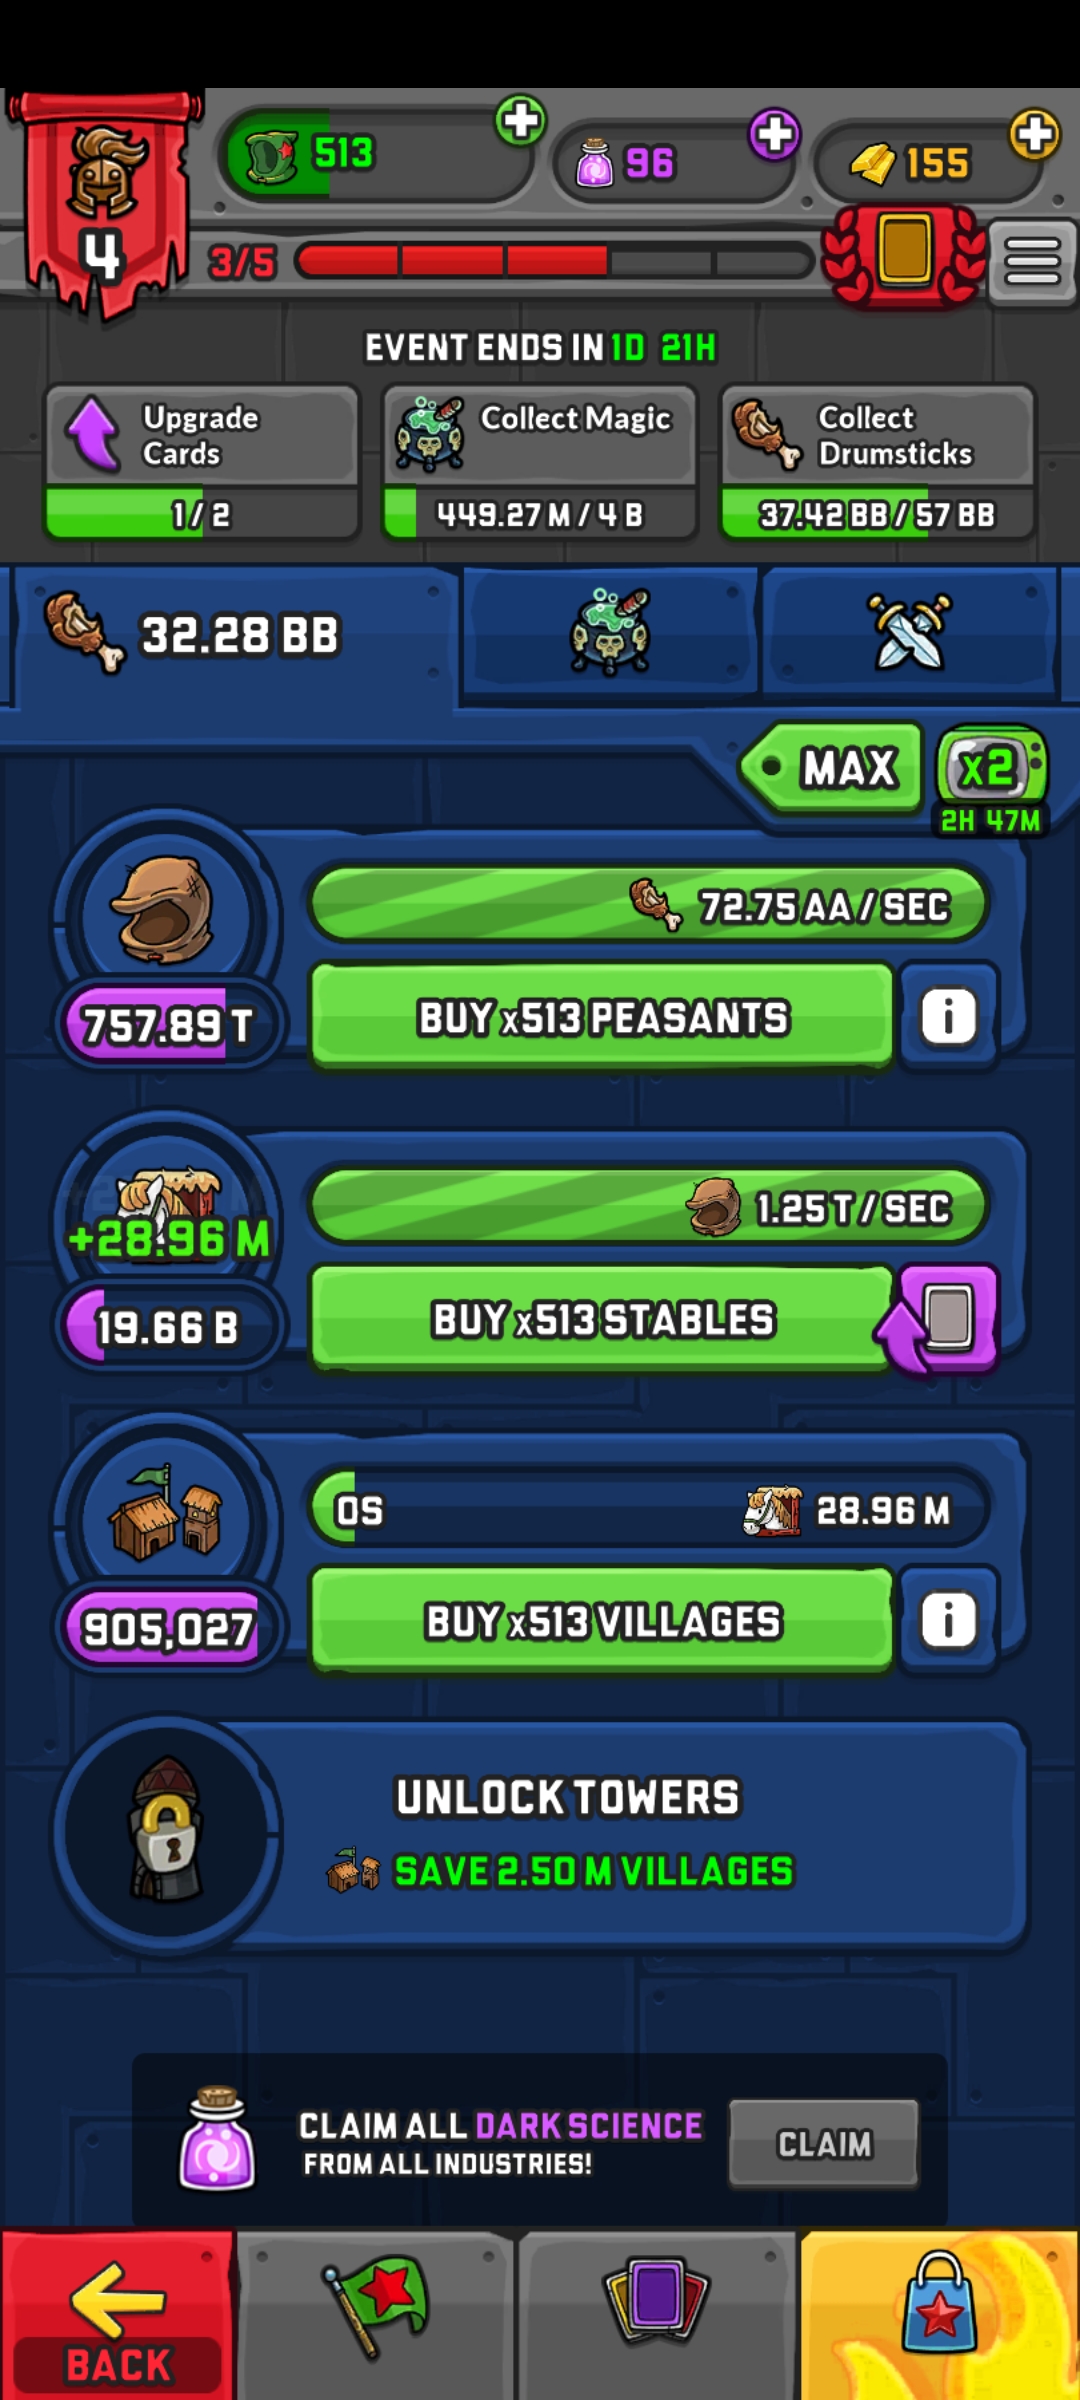 513
96
155
4
3/5
EVENT ENDS IN 1D 21H
Upgrade
Cards
1/2
Collect Magic
449.27 M / 4 B
Collect
Drumsticks
37.42 BB / 57 BB
32.28 BB
MAX
x2
2H 47M
72.75 AA / SEC
757.89 T
BUY x513 PEASANTS
i
+28.96 M
1.25 T / SEC
19.66 B
BUY x513 STABLES
0S
28.96 M
905,027
BUY x513 VILLAGES
i
UNLOCK TOWERS
SAVE 2.50 M VILLAGES
CLAIM ALL DARK SCIENCE
FROM ALL INDUSTRIES!
CLAIM
BACK